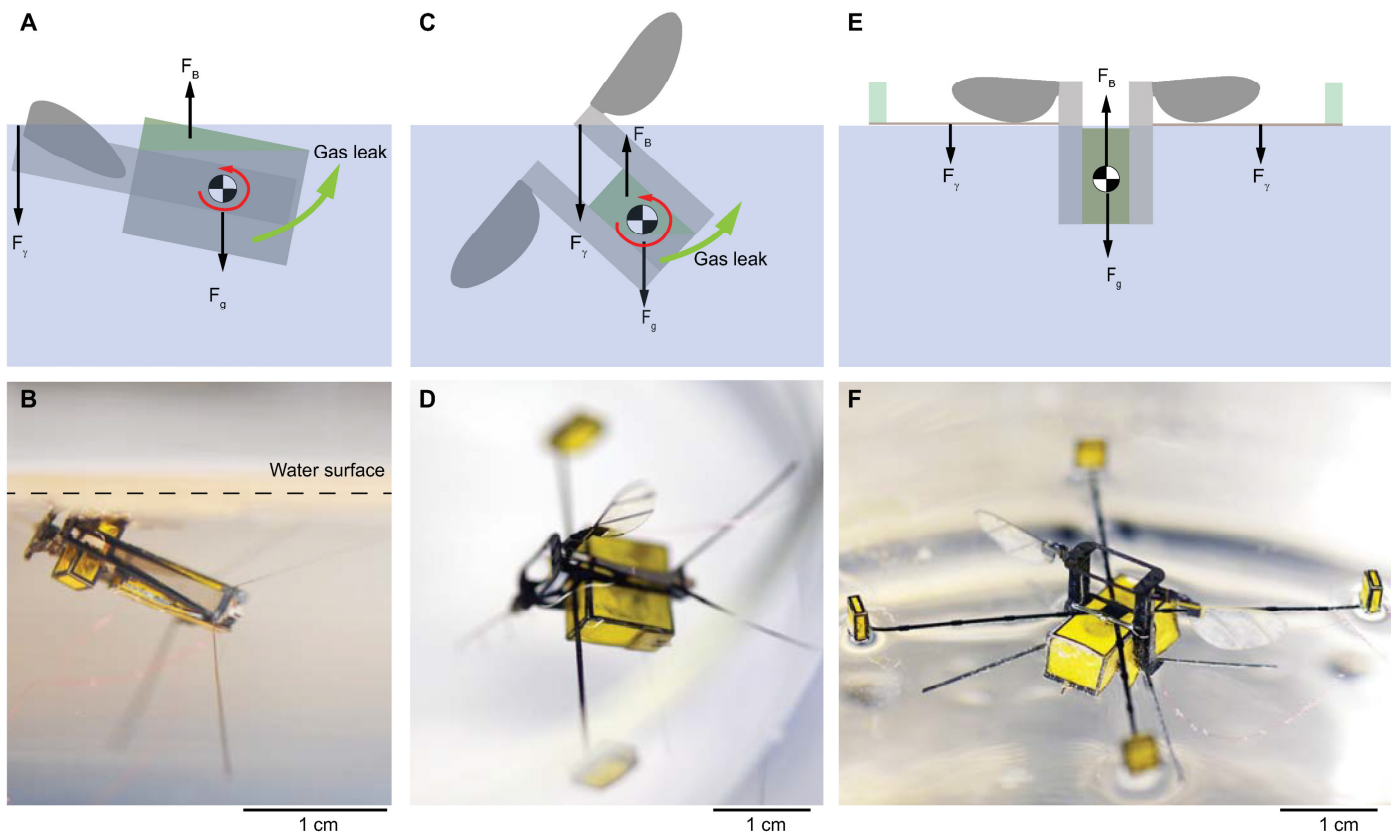 A
F_B
Gas leak
F_γ
F_g
B
Water surface
1 cm
C
F_B
F_γ
Gas leak
F_g
D
1 cm
E
F_B
F_γ
F_γ
F_g
F
1 cm